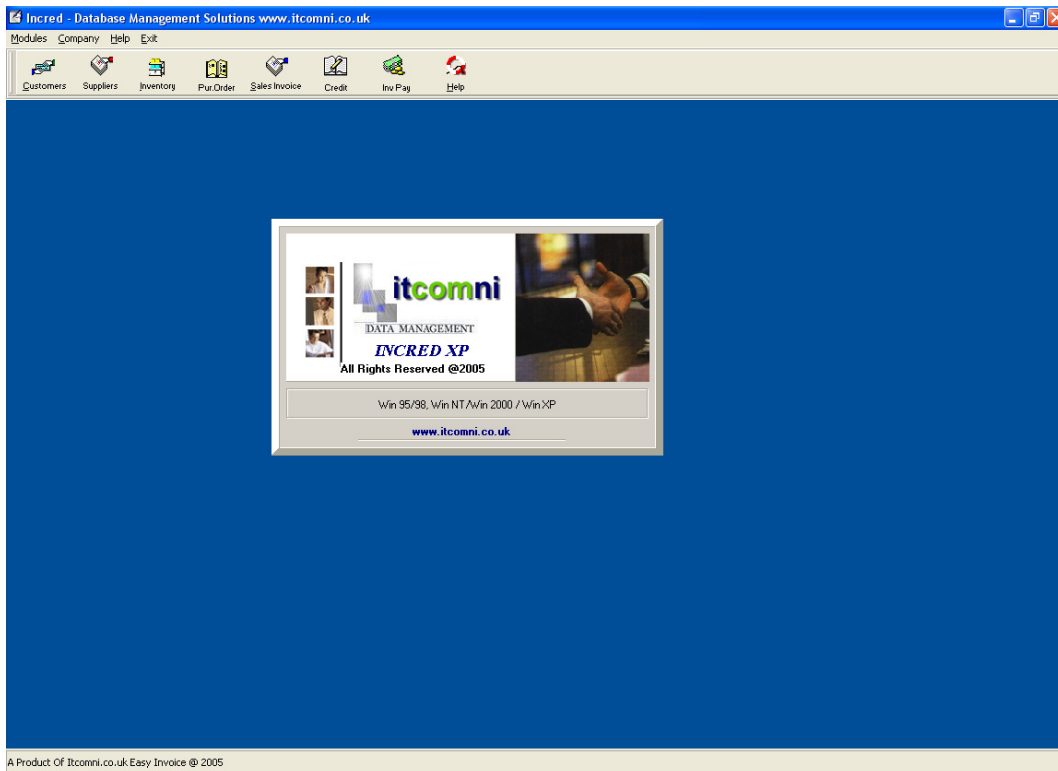 Incred - Database Management Solutions www.itcomni.co.uk
Modules Company Help Exit
Customers Suppliers Inventory Pur.Order Sales Invoice Credit Inv Pay Help
itcomni
DATA MANAGEMENT
INCRED XP
All Rights Reserved @2005
Win 95/98, Win NT/Win 2000 / Win XP
www.itcomni.co.uk
A Product Of Itcomni.co.uk Easy Invoice @ 2005